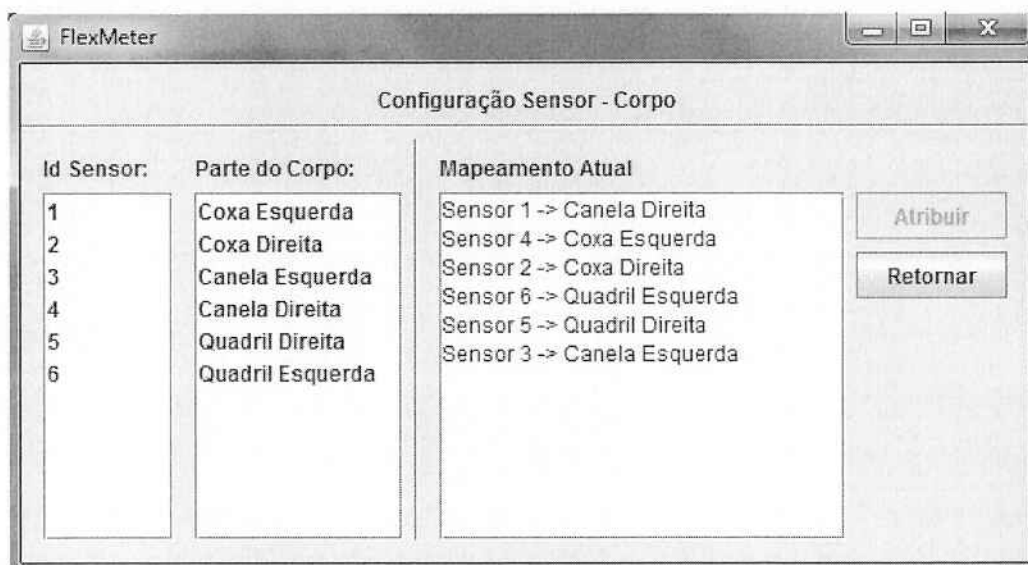 FlexMeter
Configuração Sensor - Corpo
Id Sensor:
1
2
3
4
5
6
Parte do Corpo:
Coxa Esquerda
Coxa Direita
Canela Esquerda
Canela Direita
Quadril Direita
Quadril Esquerda
Mapeamento Atual
Sensor 1 -> Canela Direita
Sensor 4 -> Coxa Esquerda
Sensor 2 -> Coxa Direita
Sensor 6 -> Quadril Esquerda
Sensor 5 -> Quadril Direita
Sensor 3 -> Canela Esquerda
Atribuir
Retornar